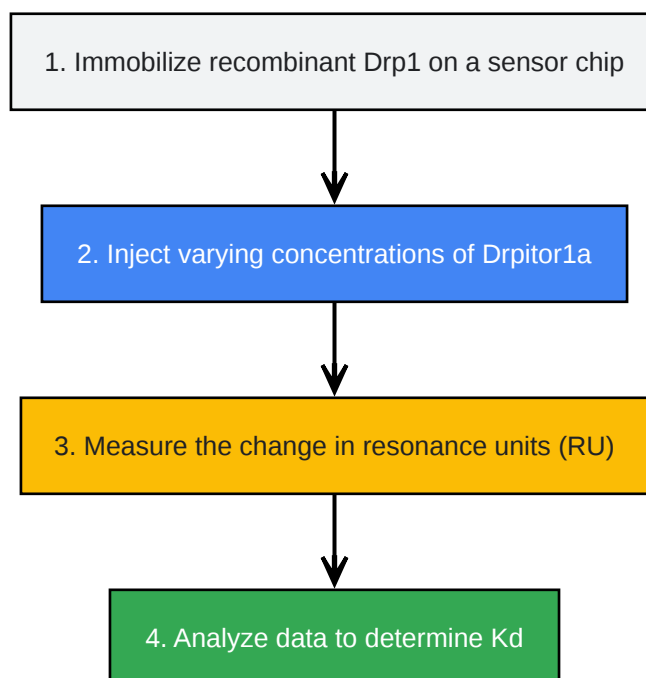 1. Immobilize recombinant Drp1 on a sensor chip
2. Inject varying concentrations of Drpitor1a
3. Measure the change in resonance units (RU)
4. Analyze data to determine Kd